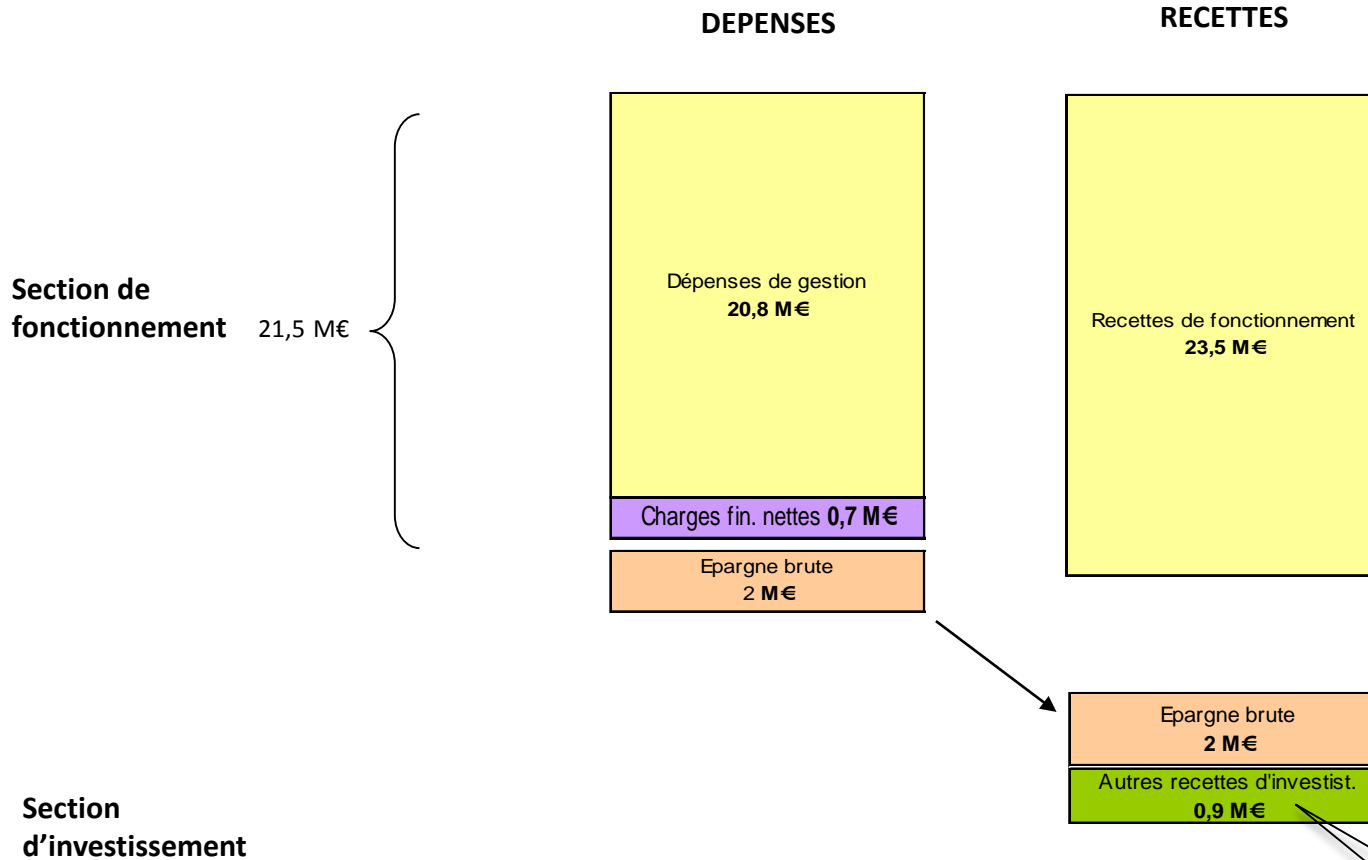 DEPENSES
RECETTES
Section de
fonctionnement 21,5 M€
Dépenses de gestion
20,8 M€
Recettes de fonctionnement
23,5 M€
Charges fin. nettes 0,7 M€
Epargne brute
2 M€
Epargne brute
2 M€
Autres recettes d'investist.
0,9 M€
Section
d’investissement